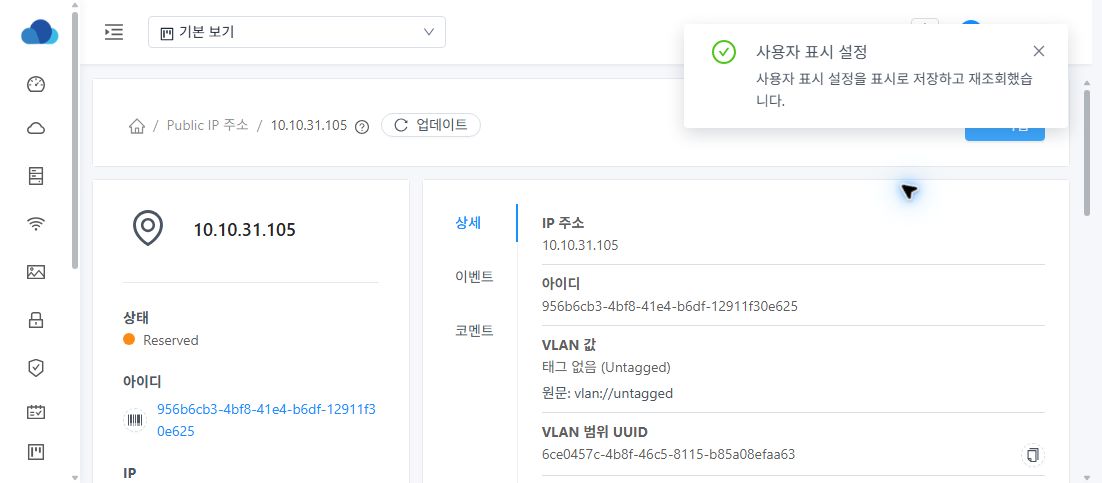 기본 보기
사용자 표시 설정
사용자 표시 설정을 표시로 저장하고 재조회했습
니다.
/ Public IP 주소 / 10.10.31.105
업데이트
10.10.31.105
상태
Reserved
아이디
956b6cb3-4bf8-41e4-b6df-12911f3
0e625
IP
상세
이벤트
코멘트
IP 주소
10.10.31.105
아이디
956b6cb3-4bf8-41e4-b6df-12911f30e625
VLAN 값
태그 없음 (Untagged)
원문: vlan://untagged
VLAN 범위 UUID
6ce0457c-4b8f-46c5-8115-b85a08efaa63